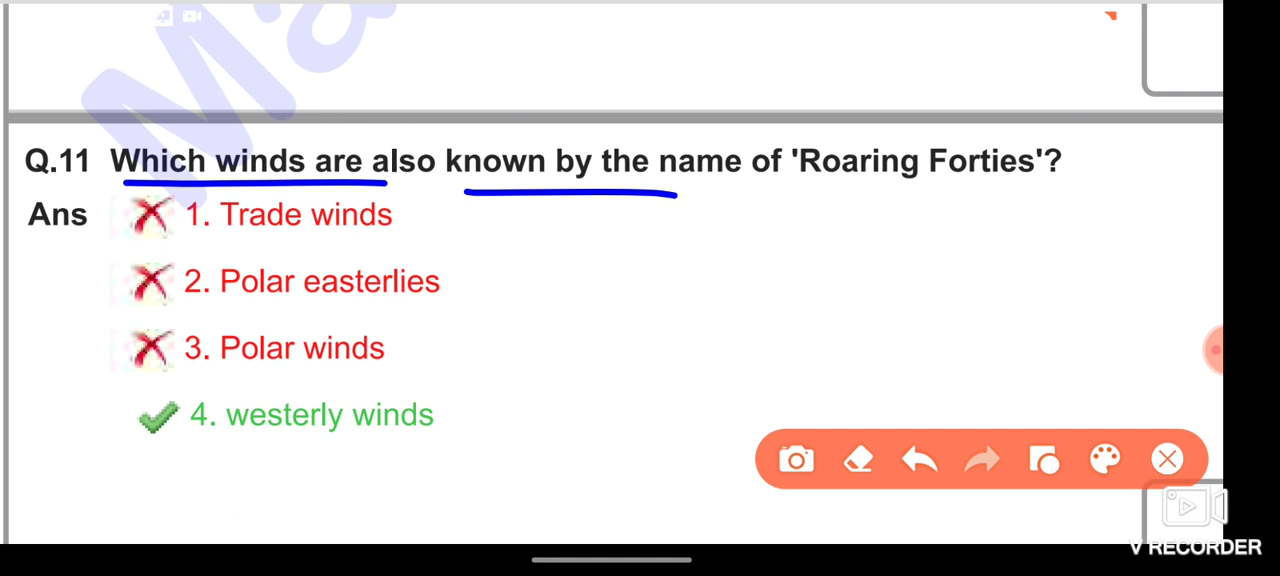 Ma
Q.11 Which winds are also known by the name of 'Roaring Forties'?
Ans 1. Trade winds
2. Polar easterlies
3. Polar winds
4. westerly winds
V RECORDER